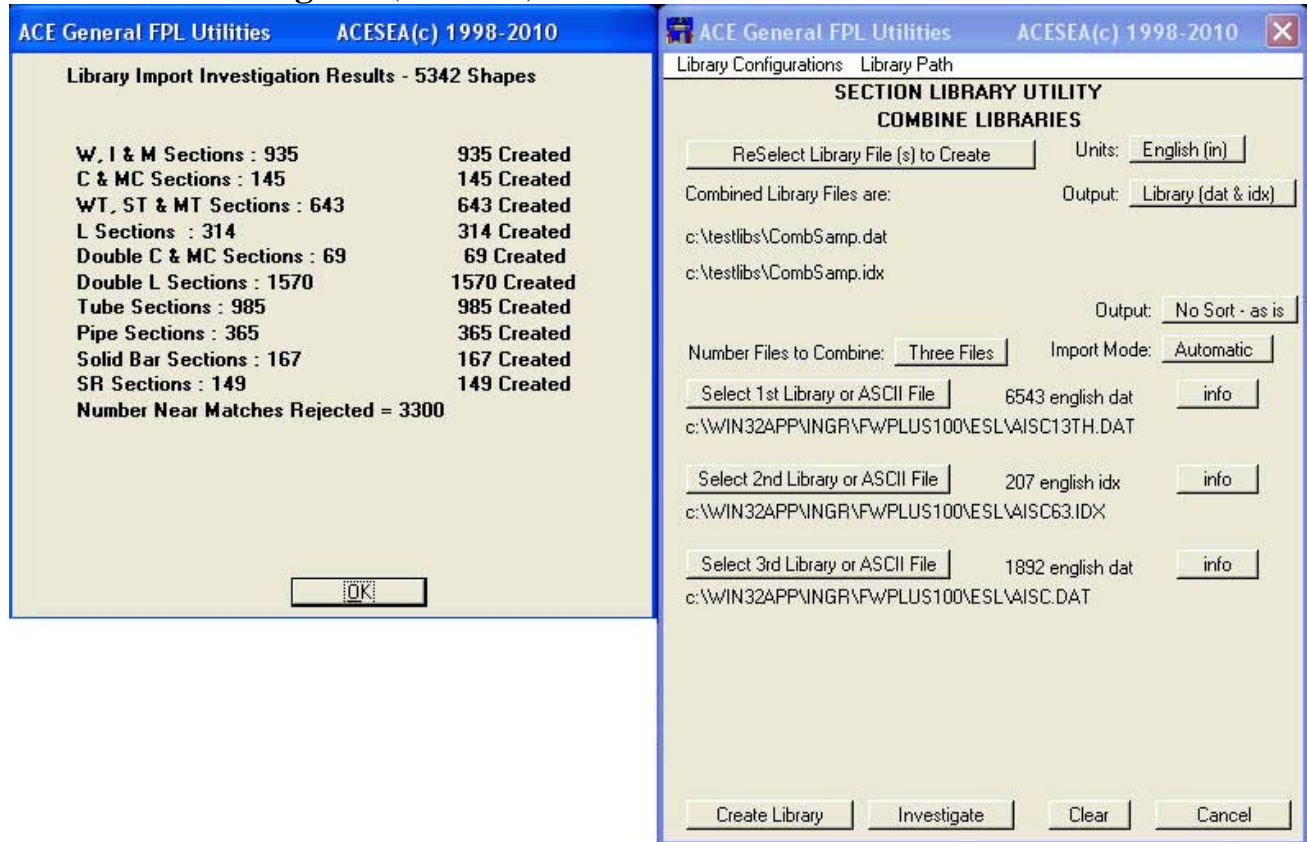 ACE General FPL Utilities ACESEA(c) 1998-2010
Library Import Investigation Results - 5342 Shapes
W, I & M Sections : 935 935 Created
C & MC Sections : 145 145 Created
WT, ST & MT Sections : 643 643 Created
L Sections : 314 314 Created
Double C & MC Sections : 69 69 Created
Double L Sections : 1570 1570 Created
Tube Sections : 985 985 Created
Pipe Sections : 365 365 Created
Solid Bar Sections : 167 167 Created
SR Sections : 149 149 Created
Number Near Matches Rejected = 3300
OK
ACE General FPL Utilities ACESEA(c) 1998-2010
Library Configurations Library Path
SECTION LIBRARY UTILITY
COMBINE LIBRARIES
ReSelect Library File (s) to Create Units: English (in)
Combined Library Files are: Output: Library (dat & idx)
c:\testlibs\CombSamp.dat
c:\testlibs\CombSamp.idx
Output: No Sort - as is
Number Files to Combine: Three Files Import Mode: Automatic
Select 1st Library or ASCII File 6543 english dat info
c:\WIN32APP\INGR\FWPLUS100\ESL\AISC13TH.DAT
Select 2nd Library or ASCII File 207 english idx info
c:\WIN32APP\INGR\FWPLUS100\ESL\AISC63.IDX
Select 3rd Library or ASCII File 1892 english dat info
c:\WIN32APP\INGR\FWPLUS100\ESL\AISC.DAT
Create Library Investigate Clear Cancel